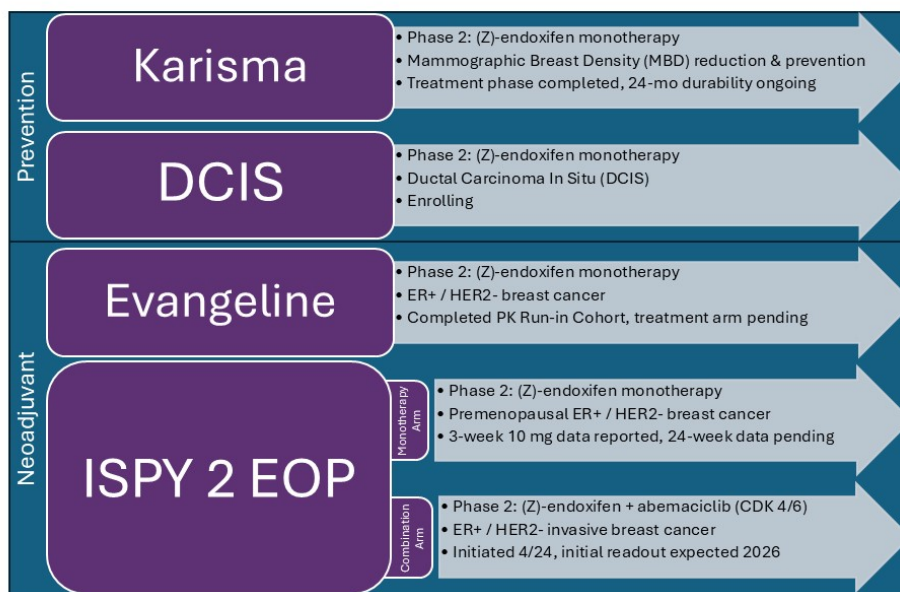 Prevention
Karisma
• Phase 2: (Z)-endoxifen monotherapy
• Mammographic Breast Density (MBD) reduction & prevention
• Treatment phase completed, 24-mo durability ongoing
DCIS
• Phase 2: (Z)-endoxifen monotherapy
• Ductal Carcinoma In Situ (DCIS)
• Enrolling
Neoadjuvant
Evangeline
• Phase 2: (Z)-endoxifen monotherapy
• ER+ / HER2- breast cancer
• Completed PK Run-in Cohort, treatment arm pending
ISPY 2 EOP
Monotherapy
Arm
• Phase 2: (Z)-endoxifen monotherapy
• Premenopausal ER+ / HER2- breast cancer
• 3-week 10 mg data reported, 24-week data pending
Combination
Arm
• Phase 2: (Z)-endoxifen + abemaciclib (CDK 4/6)
• ER+ / HER2- invasive breast cancer
• Initiated 4/24, initial readout expected 2026